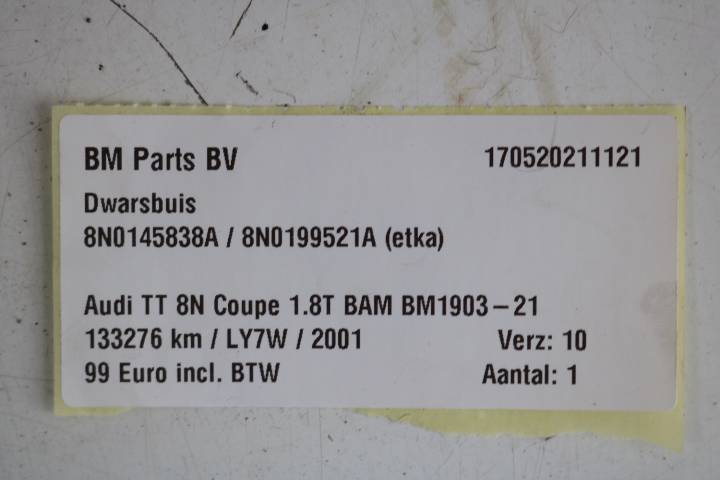 BM Parts BV 170520211121
Dwarsbuis
8N0145838A / 8N0199521A (etka)
Audi TT 8N Coupe 1.8T BAM BM1903-21
133276 km / LY7W / 2001 Verz: 10
99 Euro incl. BTW Aantal: 1